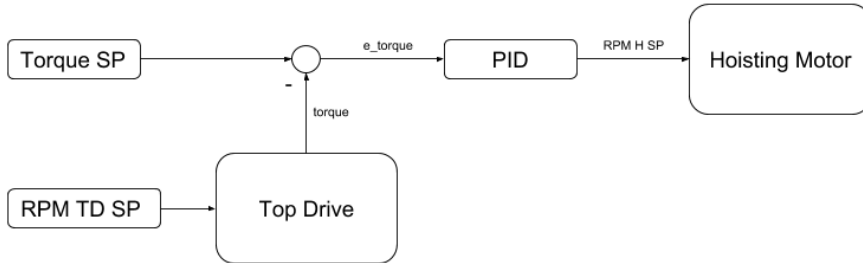 Torque SP
e_torque
PID
RPM H SP
Hoisting Motor
-
torque
RPM TD SP
Top Drive